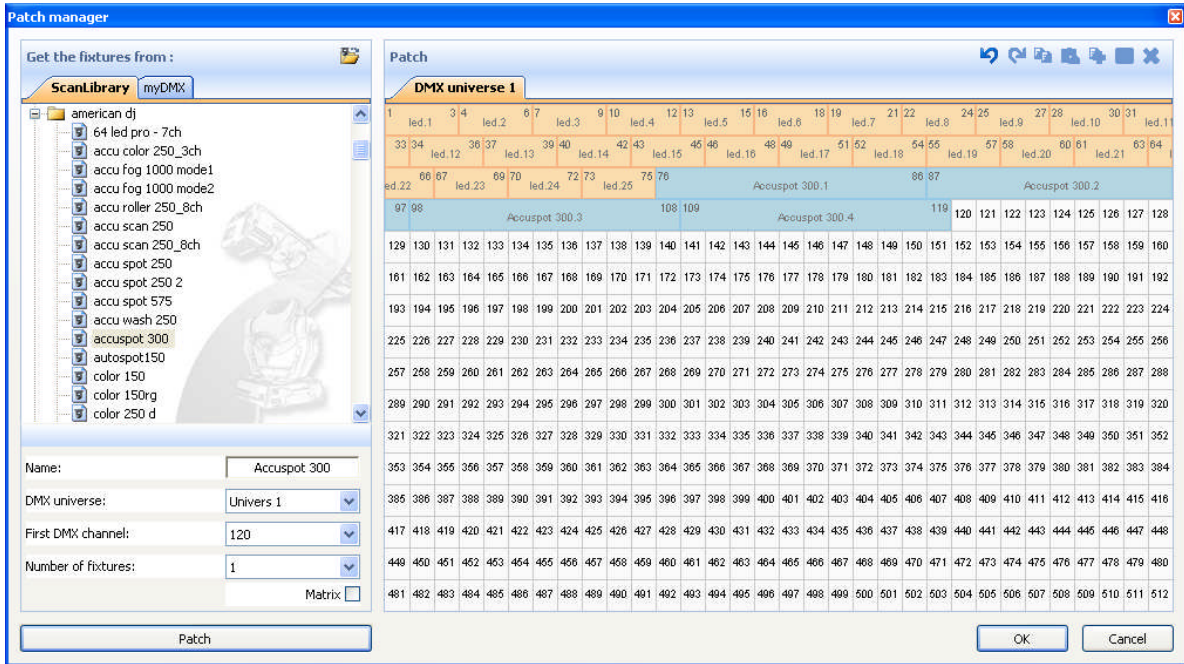 Patch manager
Get the fixtures from :
ScanLibrary myDMX
american dj
64 led pro - 7ch
accu color 250_3ch
accu fog 1000 mode1
accu fog 1000 mode2
accu roller 250_8ch
accu scan 250
accu scan 250_8ch
accu spot 250
accu spot 250 2
accu spot 575
accu wash 250
accuspot 300
autospot150
color 150
color 150rg
color 250 d
Name: Accuspot 300
DMX universe: Univers 1
First DMX channel: 120
Number of fixtures: 1
Matrix
Patch
Patch
DMX universe 1
1 led.1 3 4 led.2 6 7 led.3 9 10 led.4 12 13 led.5 15 16 led.6 18 19 led.7 21 22 led.8 24 25 led.9 27 28 led.10 30 31 led.11
33 34 led.12 36 37 led.13 39 40 led.14 42 43 led.15 45 46 led.16 48 49 led.17 51 52 led.18 54 55 led.19 57 58 led.20 60 61 led.21 63 64
ed.22 66 67 led.23 69 70 led.24 72 73 led.25 75 76 Accuspot 300.1 86 87 Accuspot 300.2
97 98 Accuspot 300.3 108 109 Accuspot 300.4 119 120 121 122 123 124 125 126 127 128
129 130 131 132 133 134 135 136 137 138 139 140 141 142 143 144 145 146 147 148 149 150 151 152 153 154 155 156 157 158 159 160
161 162 163 164 165 166 167 168 169 170 171 172 173 174 175 176 177 178 179 180 181 182 183 184 185 186 187 188 189 190 191 192
193 194 195 196 197 198 199 200 201 202 203 204 205 206 207 208 209 210 211 212 213 214 215 216 217 218 219 220 221 222 223 224
225 226 227 228 229 230 231 232 233 234 235 236 237 238 239 240 241 242 243 244 245 246 247 248 249 250 251 252 253 254 255 256
257 258 259 260 261 262 263 264 265 266 267 268 269 270 271 272 273 274 275 276 277 278 279 280 281 282 283 284 285 286 287 288
289 290 291 292 293 294 295 296 297 298 299 300 301 302 303 304 305 306 307 308 309 310 311 312 313 314 315 316 317 318 319 320
321 322 323 324 325 326 327 328 329 330 331 332 333 334 335 336 337 338 339 340 341 342 343 344 345 346 347 348 349 350 351 352
353 354 355 356 357 358 359 360 361 362 363 364 365 366 367 368 369 370 371 372 373 374 375 376 377 378 379 380 381 382 383 384
385 386 387 388 389 390 391 392 393 394 395 396 397 398 399 400 401 402 403 404 405 406 407 408 409 410 411 412 413 414 415 416
417 418 419 420 421 422 423 424 425 426 427 428 429 430 431 432 433 434 435 436 437 438 439 440 441 442 443 444 445 446 447 448
449 450 451 452 453 454 455 456 457 458 459 460 461 462 463 464 465 466 467 468 469 470 471 472 473 474 475 476 477 478 479 480
481 482 483 484 485 486 487 488 489 490 491 492 493 494 495 496 497 498 499 500 501 502 503 504 505 506 507 508 509 510 511 512
OK Cancel